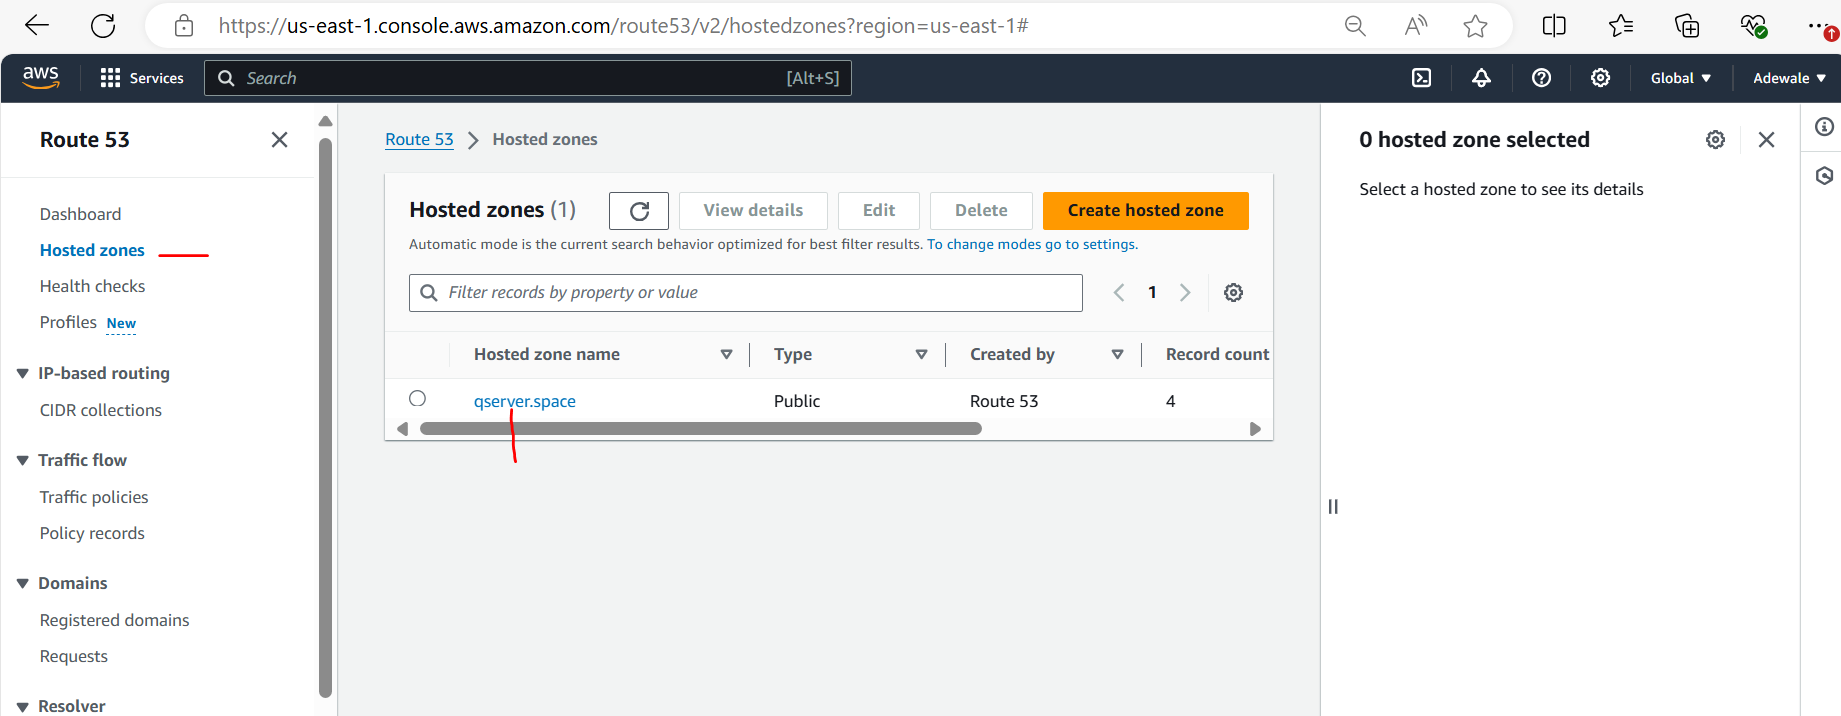 https://us-east-1.console.aws.amazon.com/route53/v2/hostedzones?region=us-east-1#
aws
Services
Search
[Alt+S]
Global
Adewale
Route 53
Dashboard
Hosted zones
Health checks
Profiles New
IP-based routing
CIDR collections
Traffic flow
Traffic policies
Policy records
Domains
Registered domains
Requests
Resolver
Route 53 > Hosted zones
Hosted zones (1)
View details
Edit
Delete
Create hosted zone
Automatic mode is the current search behavior optimized for best filter results. To change modes go to settings.
Filter records by property or value
1
Hosted zone name
Type
Created by
Record count
qserver.space
Public
Route 53
4
0 hosted zone selected
Select a hosted zone to see its details